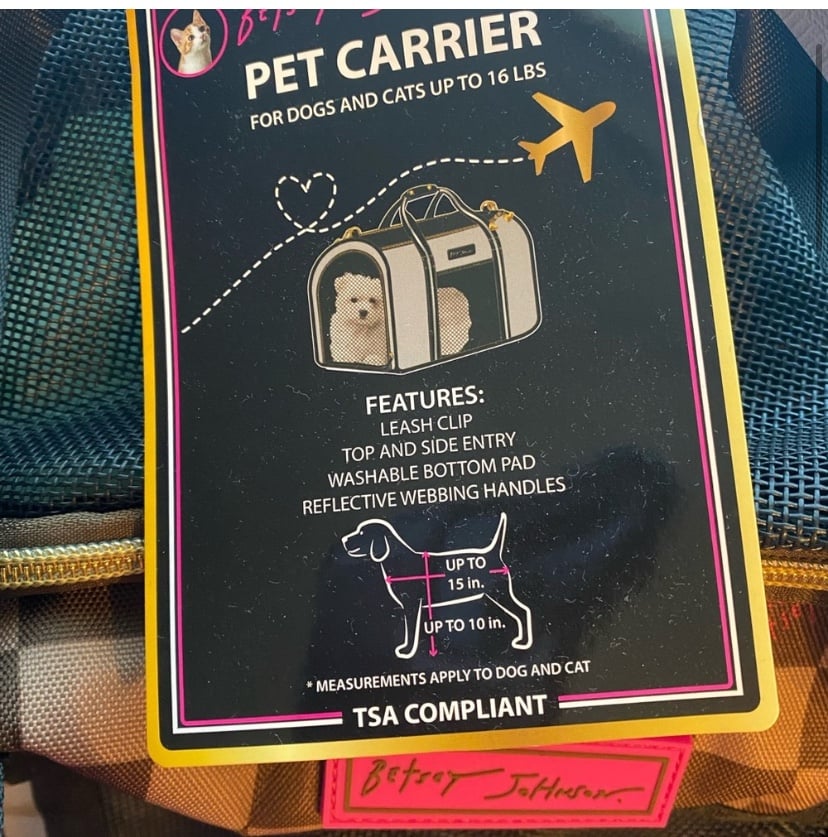 PET CARRIER
FOR DOGS AND CATS UP TO 16 LBS
FEATURES:
LEASH CLIP
TOP AND SIDE ENTRY
WASHABLE BOTTOM PAD
REFLECTIVE WEBBING HANDLES
UP TO
15 in.
UP TO 10 in.
* MEASUREMENTS APPLY TO DOG AND CAT
TSA COMPLIANT
Betsey Johnson.